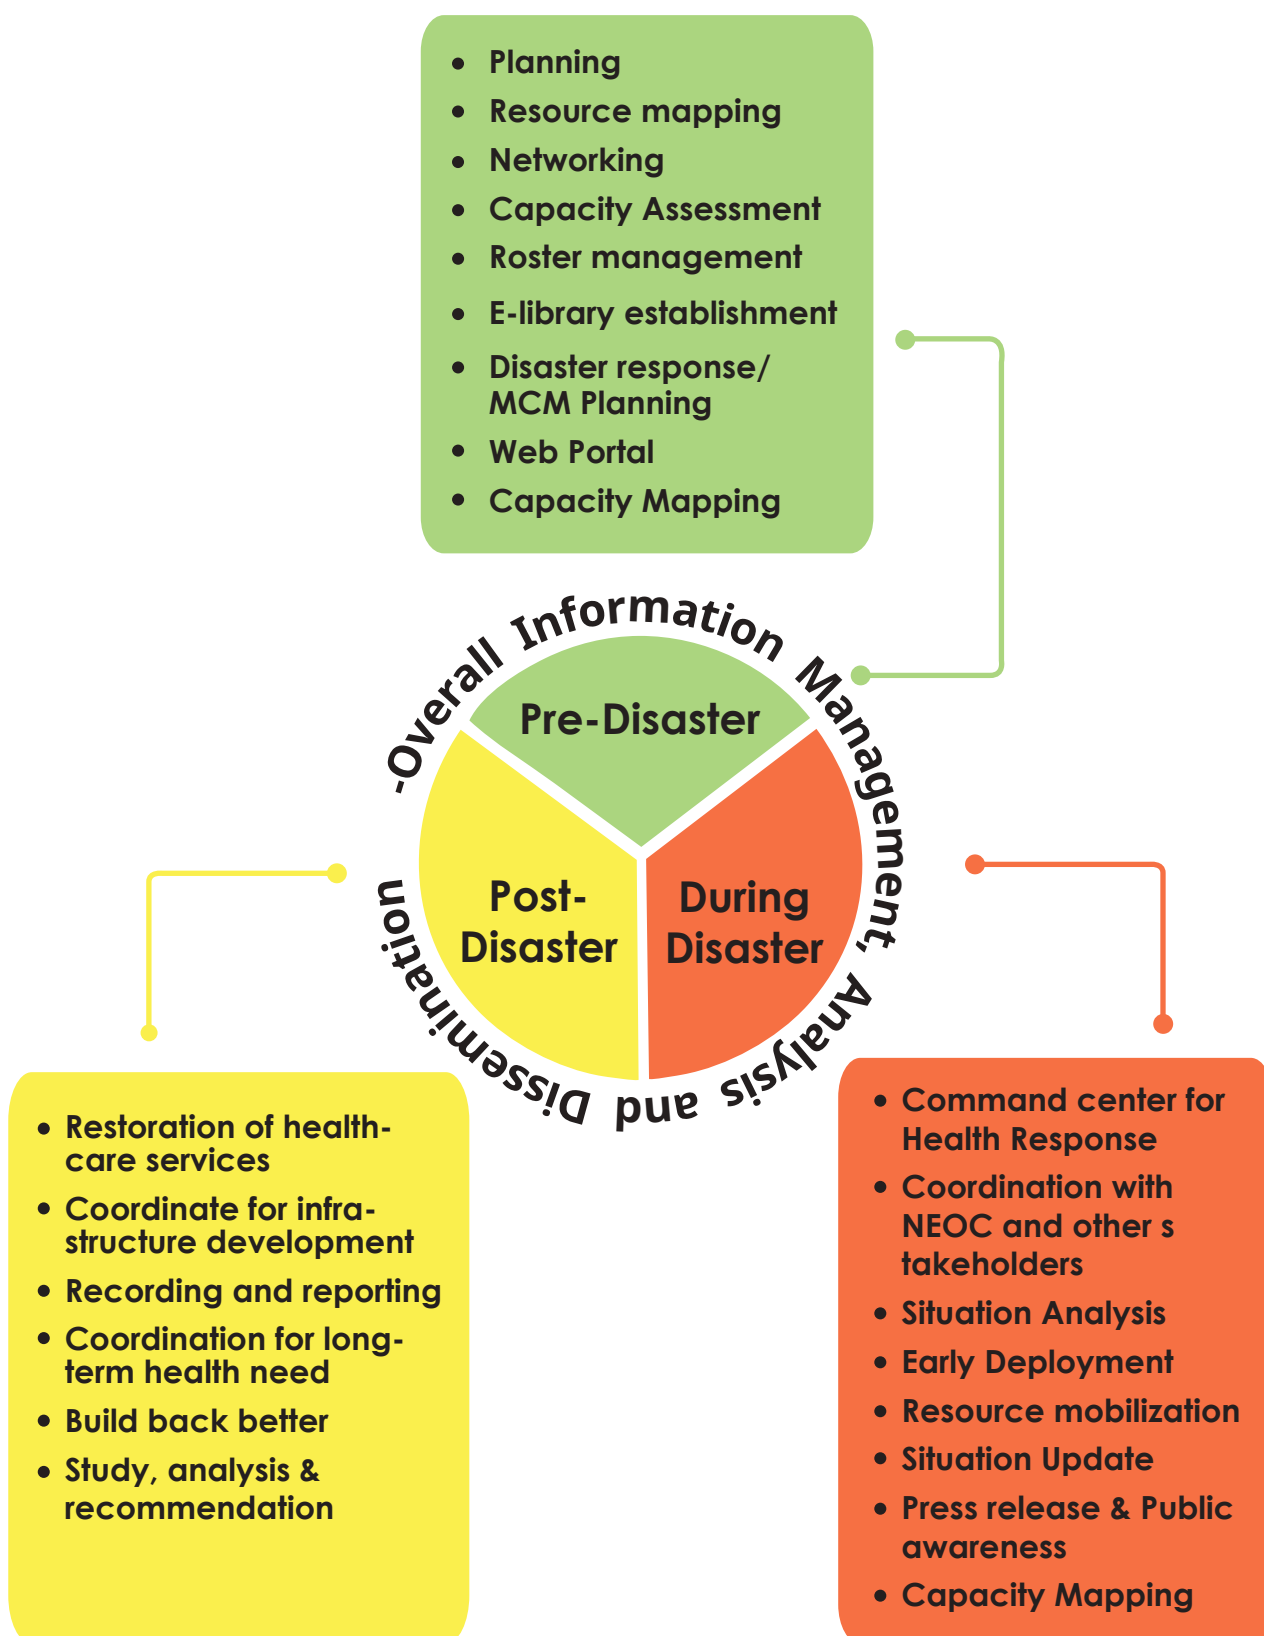 • Planning
• Resource mapping
• Networking
• Capacity Assessment
• Roster management
• E-library establishment
• Disaster response/
MCM Planning
• Web Portal
• Capacity Mapping
-Overall Information Management, Analysis and Dissemination
Pre-Disaster
Post-
Disaster
During
Disaster
• Restoration of health-
care services
• Coordinate for infra-
structure development
• Recording and reporting
• Coordination for long-
term health need
• Build back better
• Study, analysis &
recommendation
• Command center for
Health Response
• Coordination with
NEOC and other s
takeholders
• Situation Analysis
• Early Deployment
• Resource mobilization
• Situation Update
• Press release & Public
awareness
• Capacity Mapping